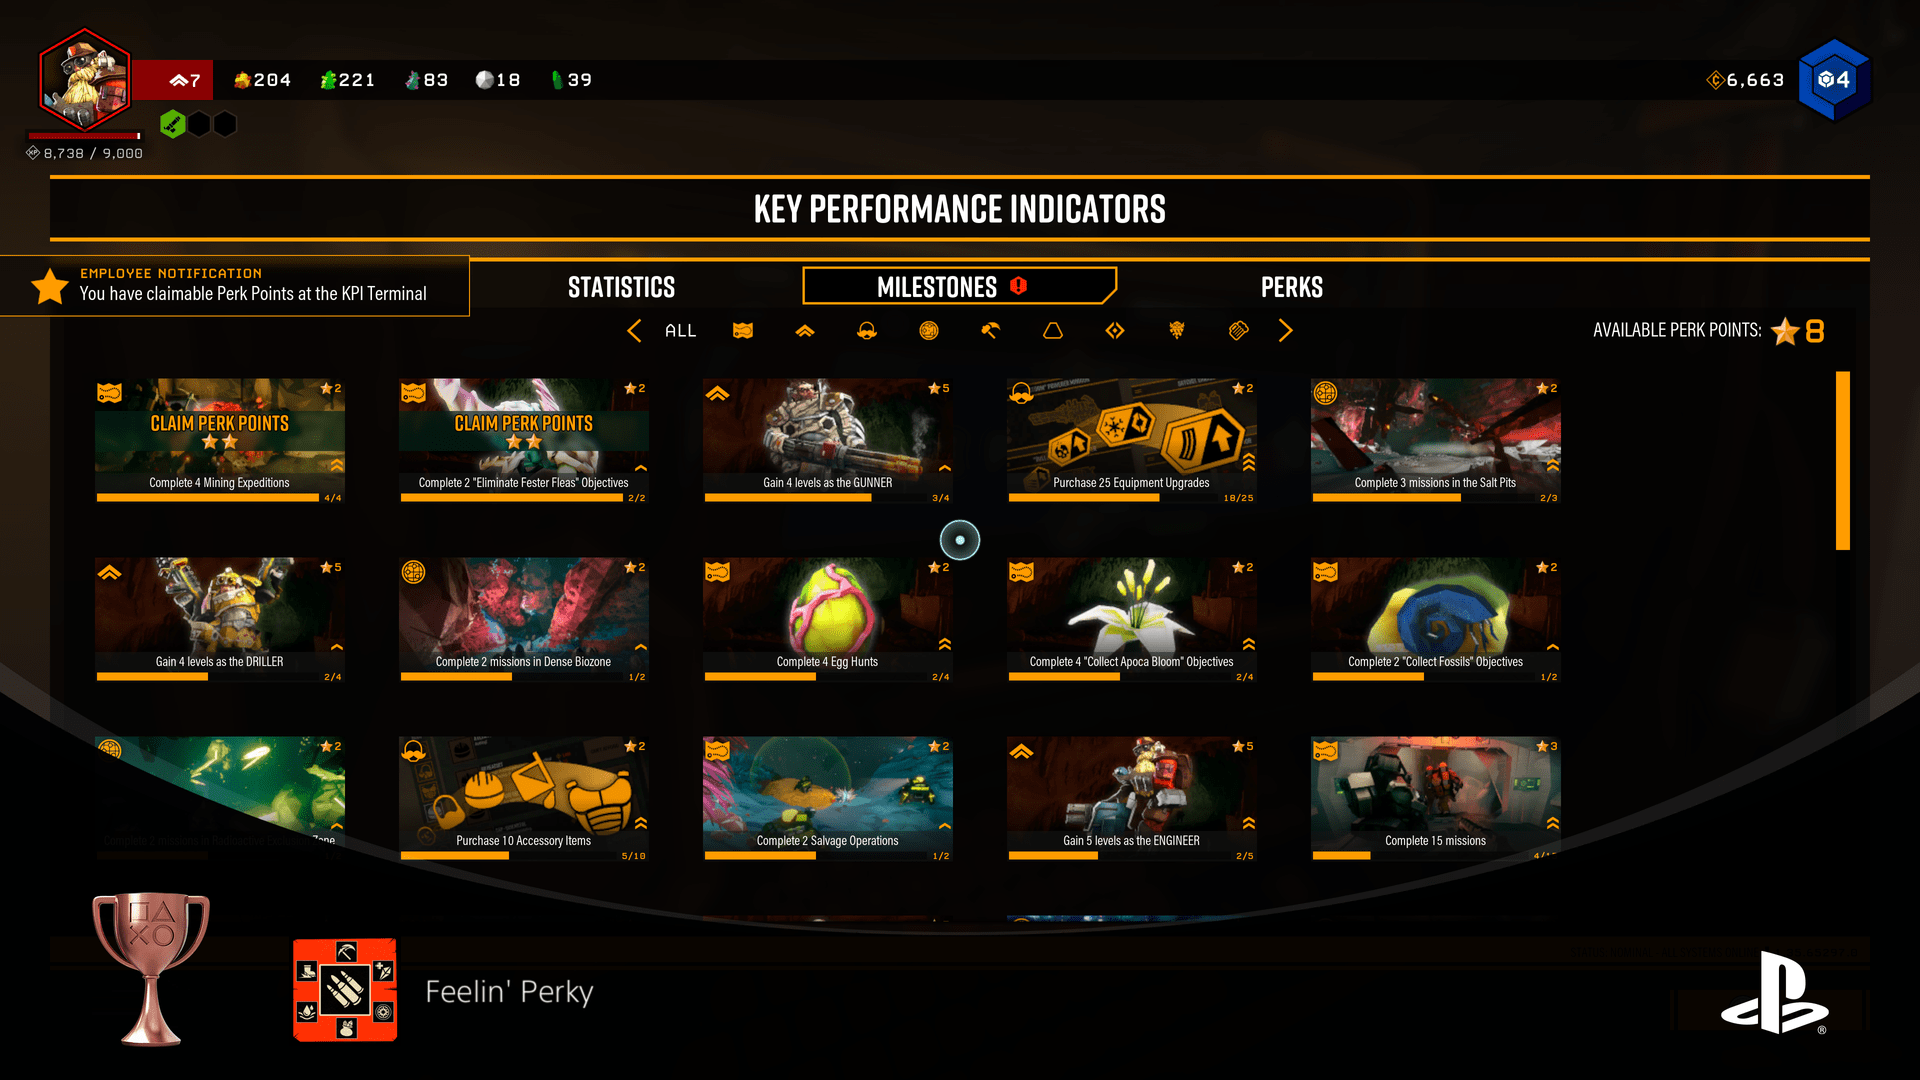 7 204 221 83 18 39 6,663 4
8,738 / 9,000
KEY PERFORMANCE INDICATORS
EMPLOYEE NOTIFICATION
You have claimable Perk Points at the KPI Terminal
STATISTICS MILESTONES PERKS
ALL
AVAILABLE PERK POINTS: 8
2 2 5 2 2
CLAIM PERK POINTS CLAIM PERK POINTS
Complete 4 Mining Expeditions
4/4
Complete 2 "Eliminate Fester Fleas" Objectives
2/2
Gain 4 levels as the GUNNER
3/4
Purchase 25 Equipment Upgrades
18/25
Complete 3 missions in the Salt Pits
2/3
5 2 2 2 2
Gain 4 levels as the DRILLER
2/4
Complete 2 missions in Dense Biozone
1/2
Complete 4 Egg Hunts
2/4
Complete 4 "Collect Apoca Bloom" Objectives
2/4
Complete 2 "Collect Fossils" Objectives
1/2
2 2 2 5 3
Complete 2 missions in Radioactive Exclusion Zone
Purchase 10 Accessory Items
5/10
Complete 2 Salvage Operations
1/2
Gain 5 levels as the ENGINEER
2/5
Complete 15 missions
Feelin' Perky